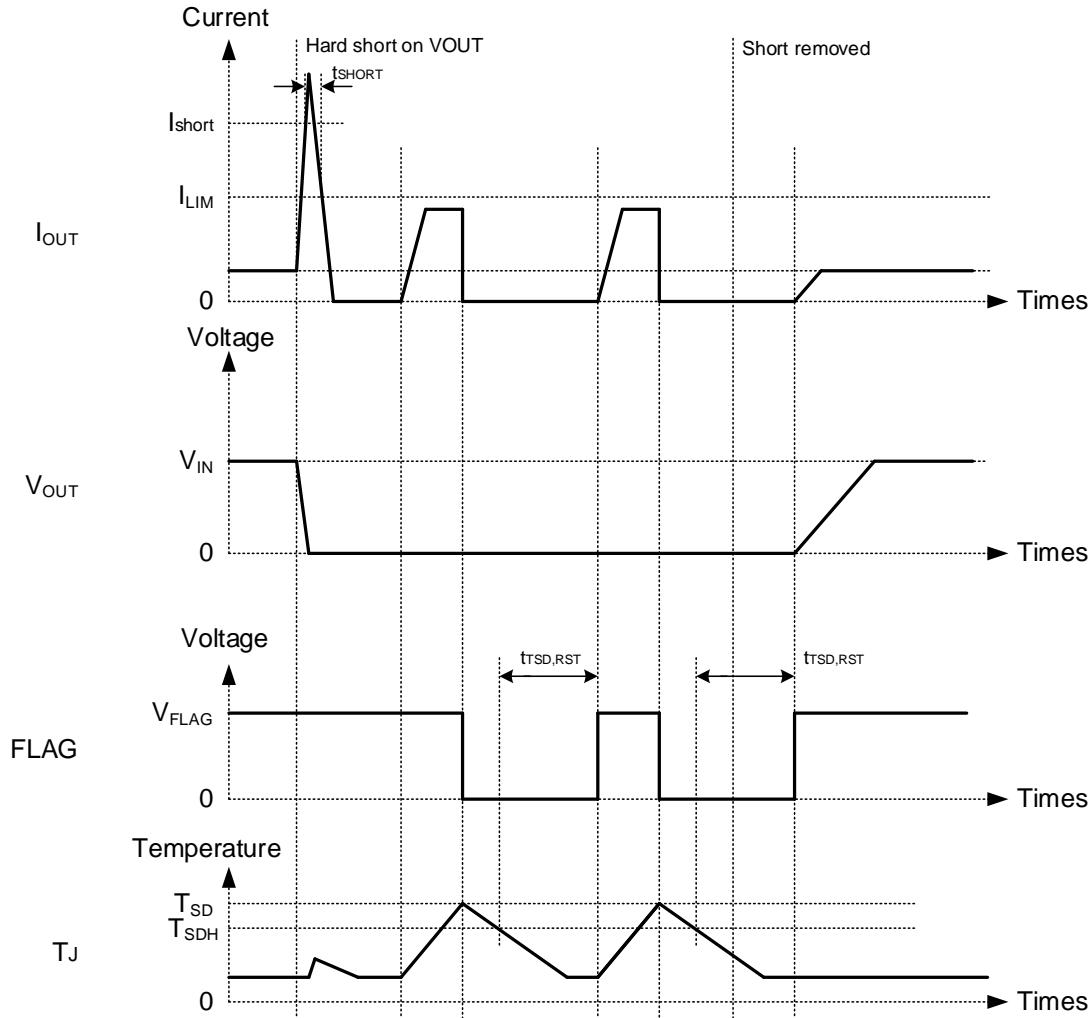 Current
Hard short on VOUT
Short removed
tSHORT
Ishort
ILIM
IOUT
0
Times
Voltage
VIN
VOUT
0
Times
Voltage
tTSD,RST
tTSD,RST
VFLAG
FLAG
0
Times
Temperature
TSD
TSDH
TJ
0
Times